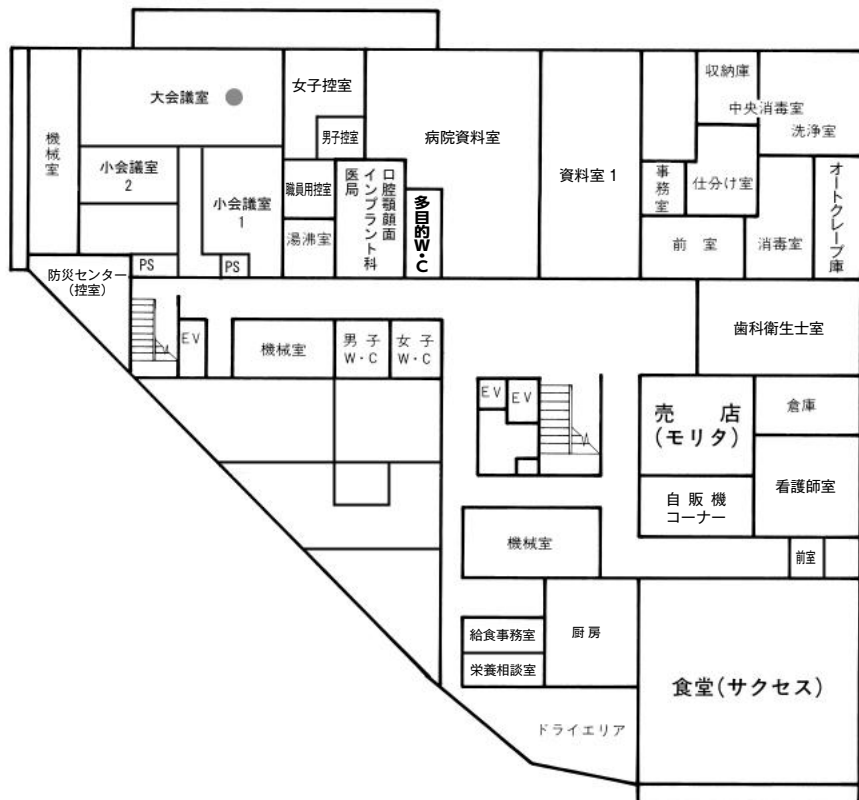 機械室
大会議室
女子控室
男子控室
病院資料室
資料室1
収納庫
中央消毒室
洗浄室
小会議室
2
小会議室
1
職員用控室
湯沸室
口腔顎顔面
インプラント科
医局
多目的W・C
事務室
仕分け室
前室
消毒室
オートクレーブ庫
PS
PS
防災センター
(控室)
EV
機械室
男子
W・C
女子
W・C
歯科衛生士室
EV
EV
売店
(モリタ)
倉庫
自販機
コーナー
看護師室
機械室
前室
給食事務室
厨房
栄養相談室
食堂(サクセス)
ドライエリア